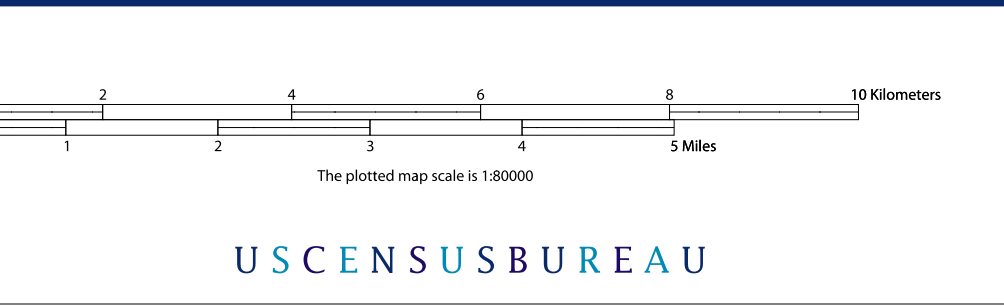 2 4 6 8 10 Kilometers
1 2 3 4 5 Miles
The plotted map scale is 1:80000
USCENSUSBUREAU